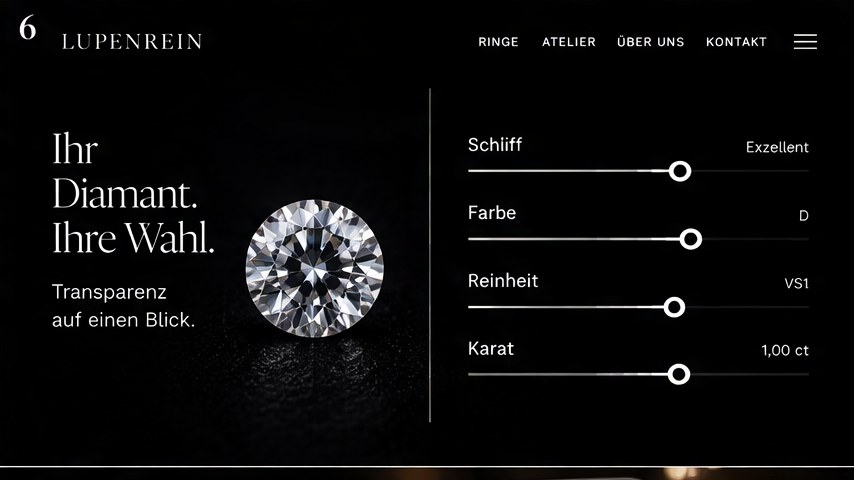 6
LUPENREIN
RINGE ATELIER ÜBER UNS KONTAKT
Ihr
Diamant.
Ihre Wahl.
Transparenz
auf einen Blick.
Schiiff Exzellent
Farbe D
Reinheit VS1
Karat 1,00 ct